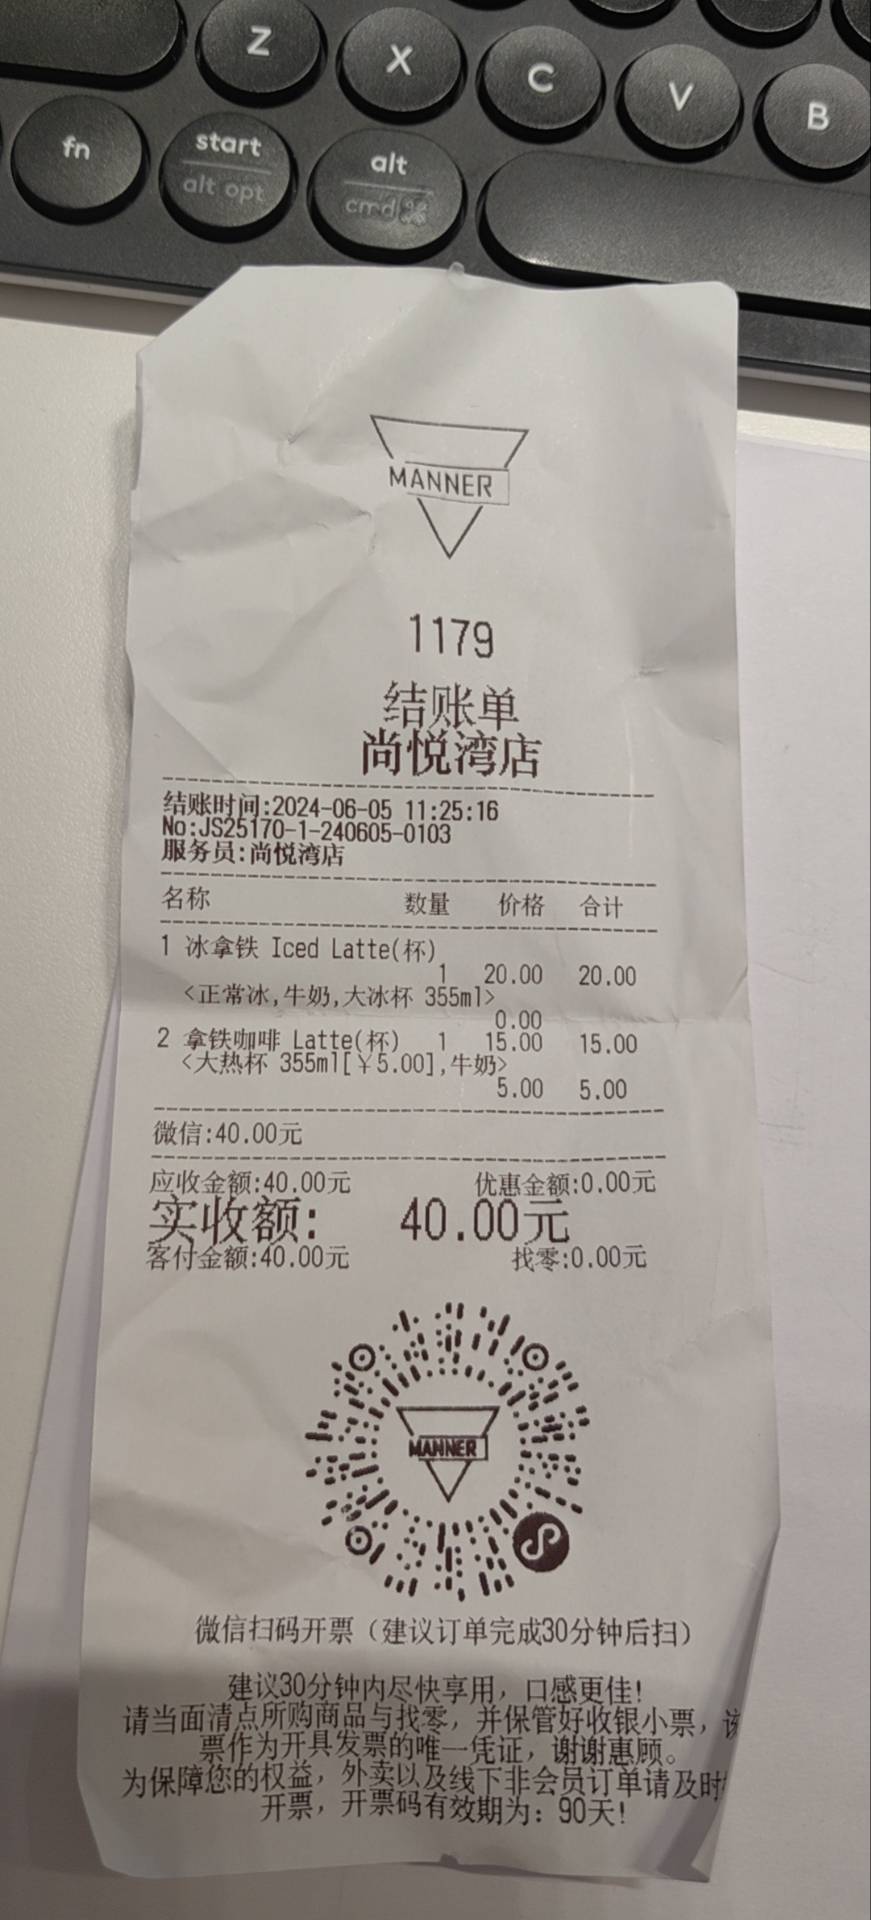 Z X C V B
fn start alt
alt opt cmd ⌘
MANNER
1179
结账单
尚悦湾店
结账时间:2024-06-05 11:25:16
No:JS25170-1-240605-0103
服务员:尚悦湾店
名称 数量 价格 合计
1 冰拿铁 Iced Latte(杯)
1 20.00 20.00
<正常冰,牛奶,大冰杯 355ml>
0.00
2 拿铁咖啡 Latte(杯) 1 15.00 15.00
<大热杯 355ml[￥5.00],牛奶>
5.00 5.00
微信:40.00元
应收金额:40.00元 优惠金额:0.00元
实收额: 40.00元
客付金额:40.00元 找零:0.00元
MANNER
微信扫码开票（建议订单完成30分钟后扫）
建议30分钟内尽快享用，口感更佳!
请当面清点所购商品与找零，并保管好收银小票，该
票作为开具发票的唯一凭证，谢谢惠顾。
为保障您的权益，外卖以及线下非会员订单请及时
开票，开票码有效期为：90天!